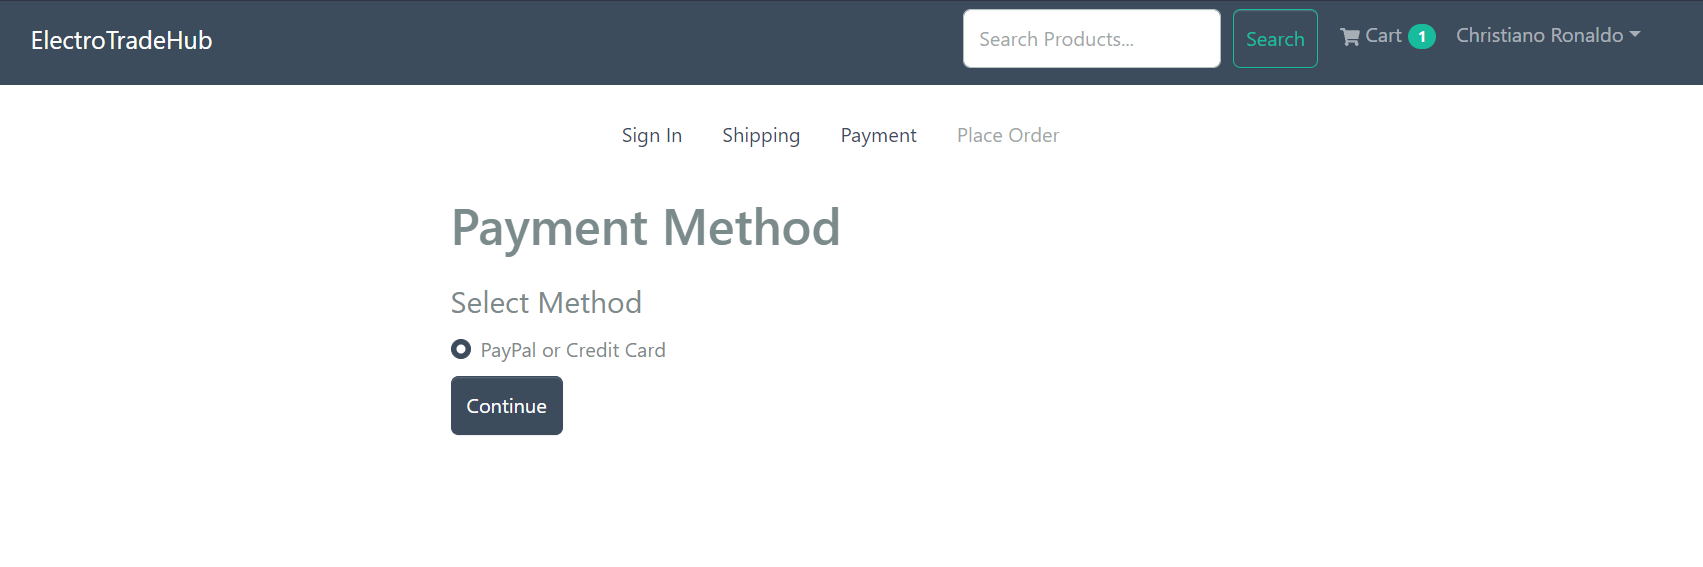 ElectroTradeHub Search Products... Search Cart 1 Christiano Ronaldo
Sign In Shipping Payment Place Order
Payment Method
Select Method
PayPal or Credit Card
Continue